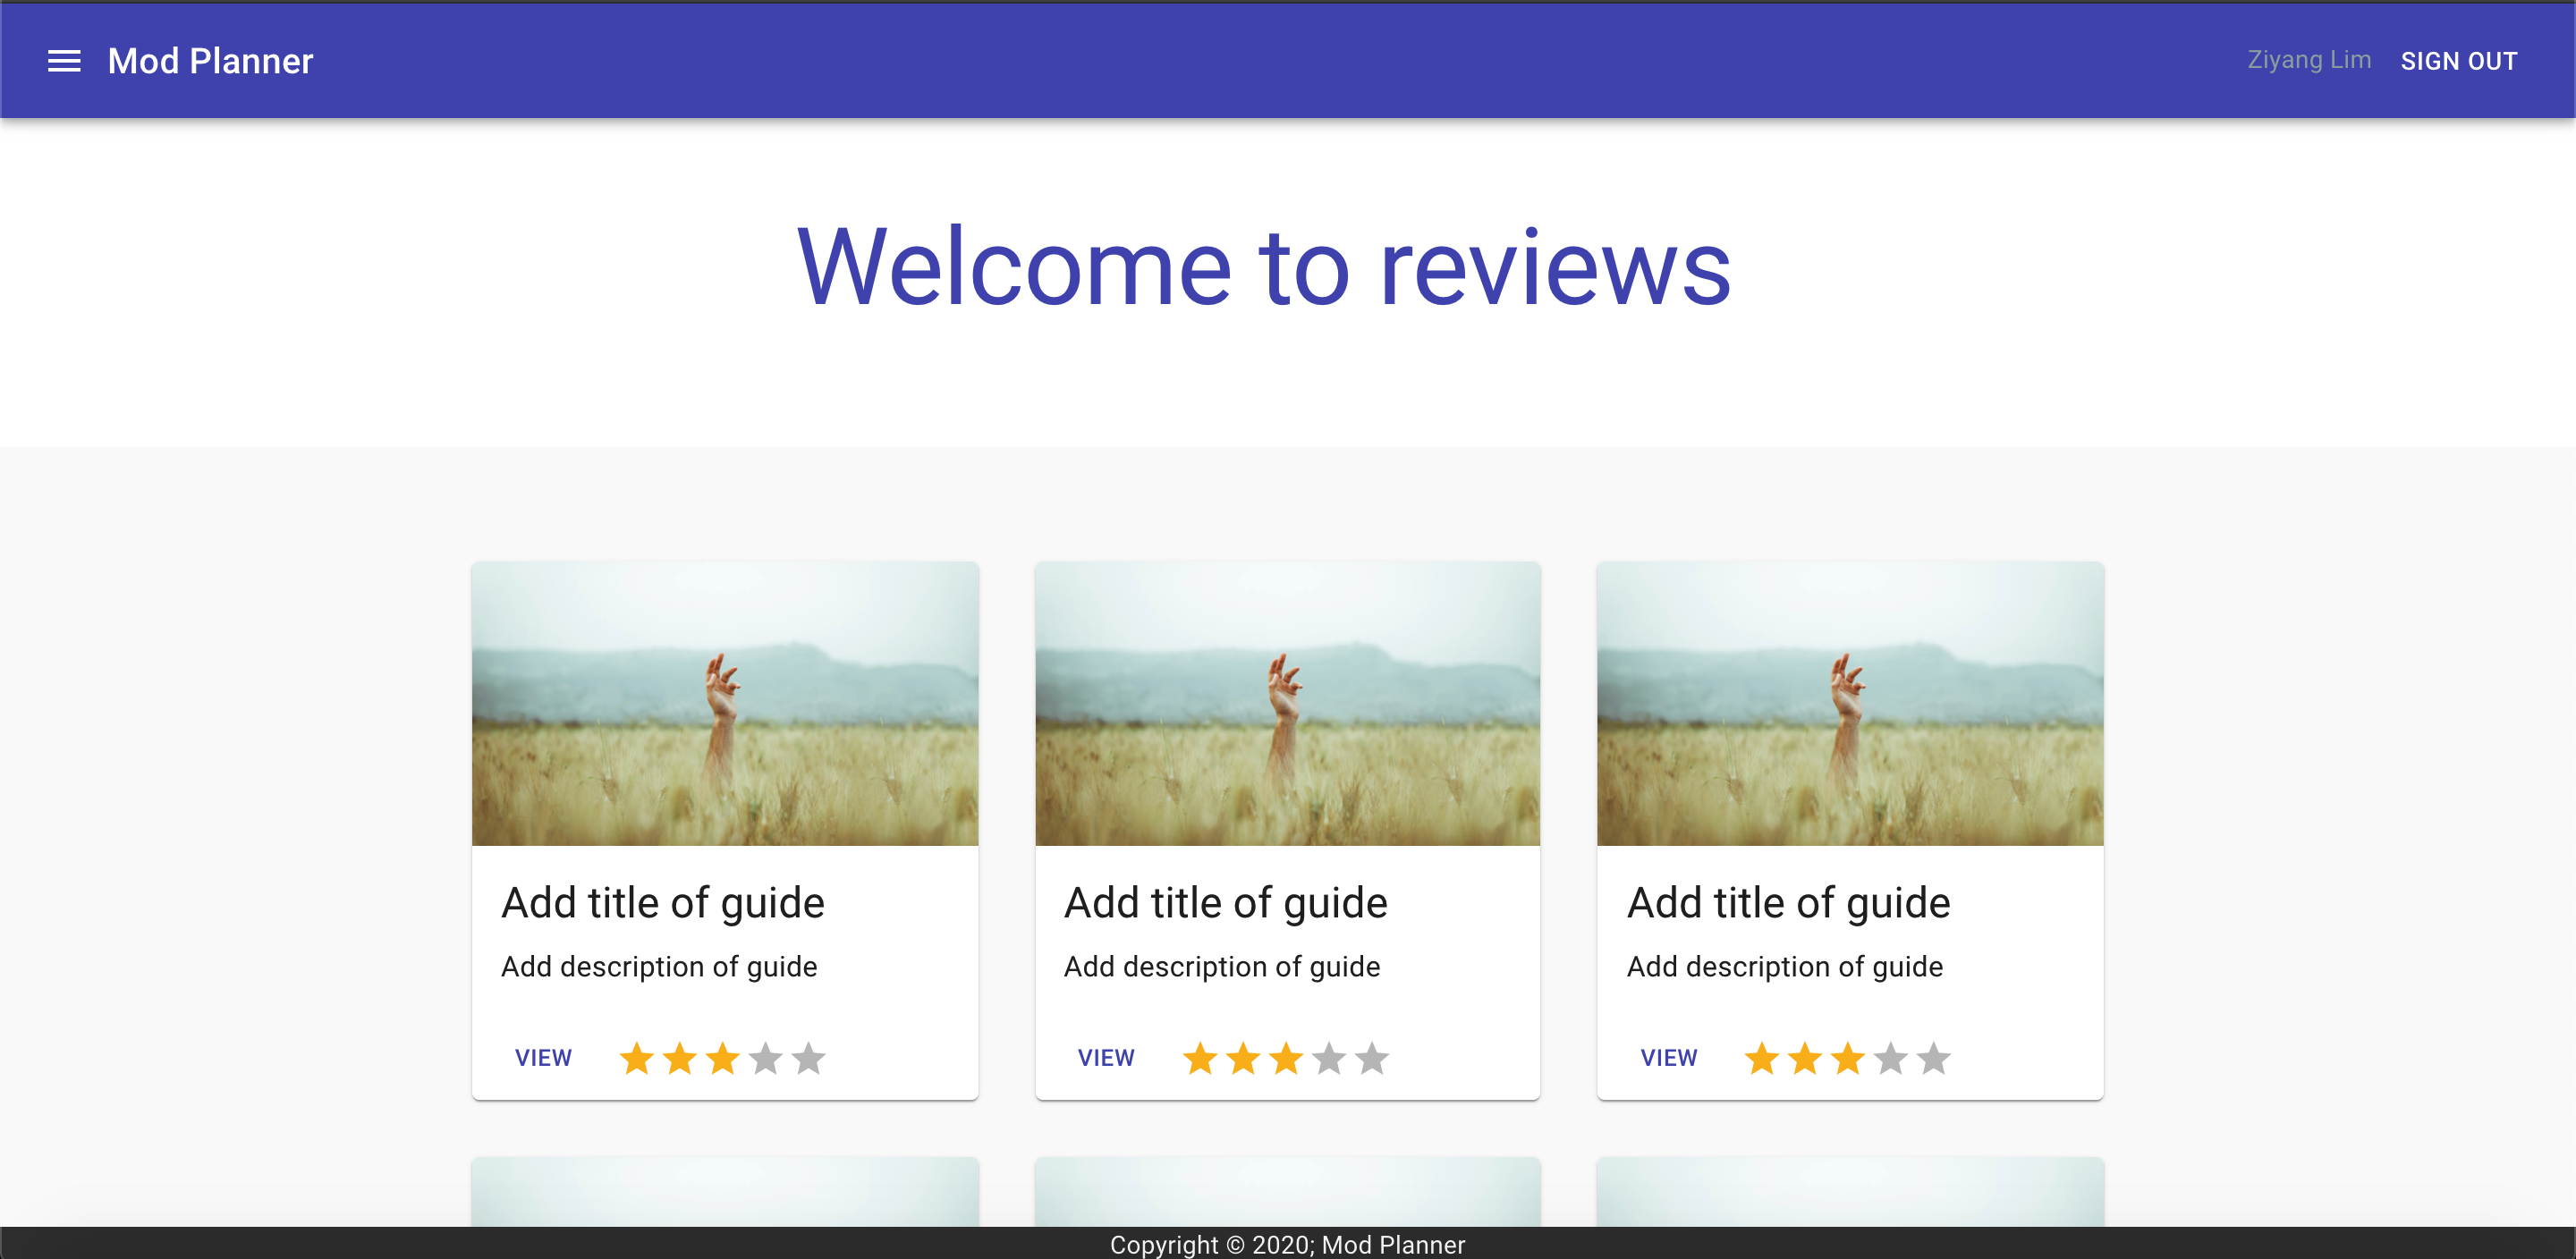 Mod Planner
Ziyang Lim SIGN OUT
Welcome to reviews
Add title of guide
Add description of guide
VIEW
Add title of guide
Add description of guide
VIEW
Add title of guide
Add description of guide
VIEW
Copyright © 2020; Mod Planner